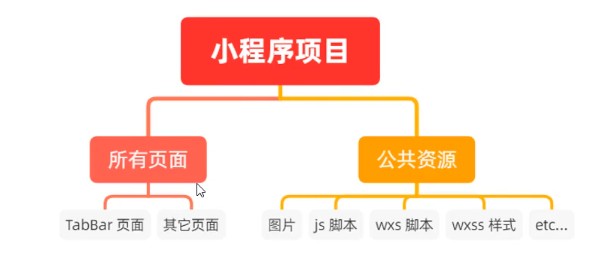 小程序项目
所有页面
公共资源
TabBar 页面
其它页面
图片
js 脚本
wxs 脚本
wxss 样式
etc...